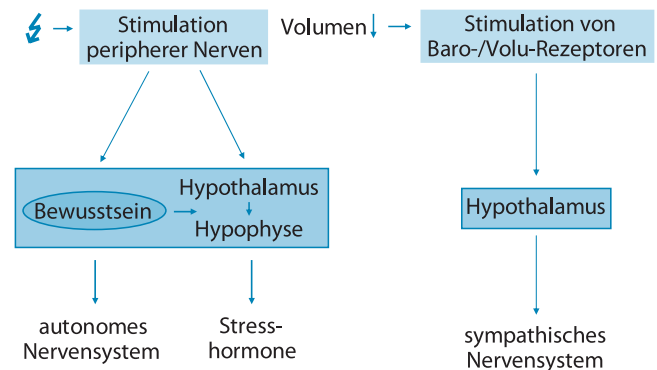 Stimulation
peripherer Nerven
Volumen↓
Stimulation von
Baro-/Volu-Rezeptoren
Bewusstsein
Hypothalamus
Hypophyse
Hypothalamus
autonomes
Nervensystem
Stress-
hormone
sympathisches
Nervensystem